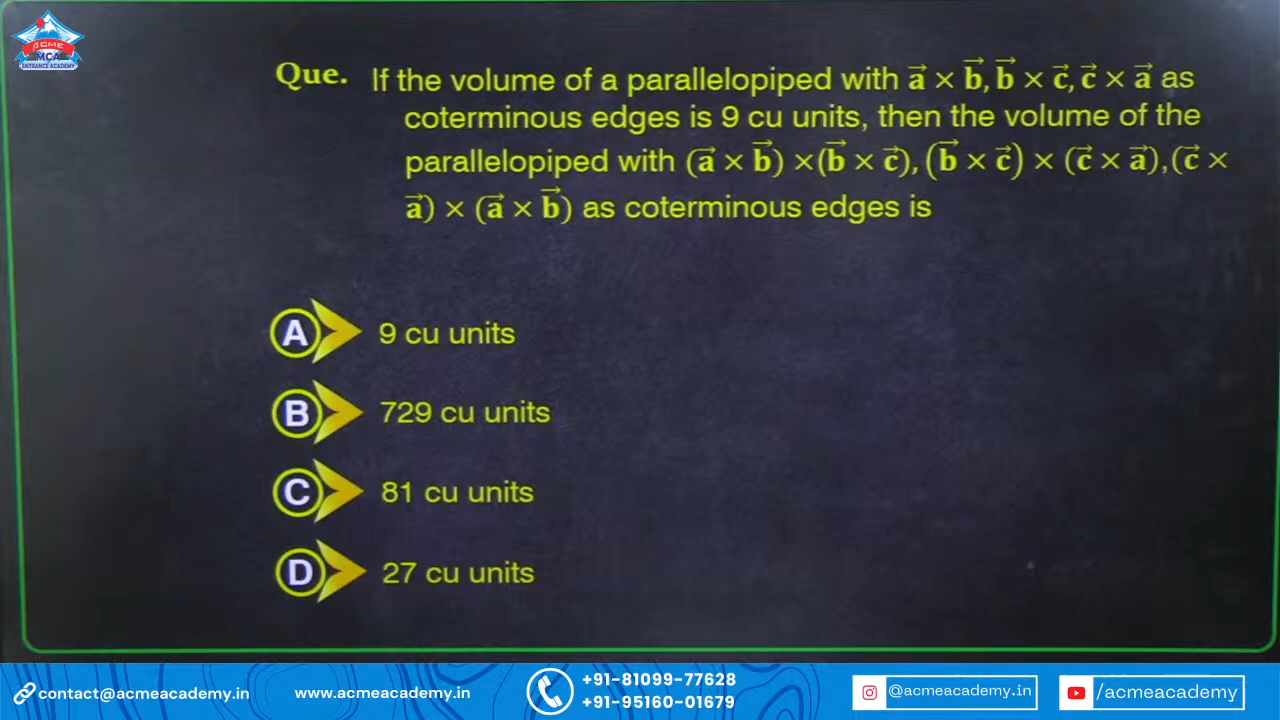 ACME
MCA
ENTRANCE ACADEMY
Que. If the volume of a parallelopiped with a⃗ × b⃗, b⃗ × c⃗, c⃗ × a⃗ as
coterminous edges is 9 cu units, then the volume of the
parallelopiped with (a⃗ × b⃗) ×(b⃗ × c⃗), (b⃗ × c⃗) × (c⃗ × a⃗),(c⃗ ×
a⃗) × (a⃗ × b⃗) as coterminous edges is
A 9 cu units
B 729 cu units
C 81 cu units
D 27 cu units
contact@acmeacademy.in www.acmeacademy.in +91-81099-77628 @acmeacademy.in /acmeacademy
+91-95160-01679